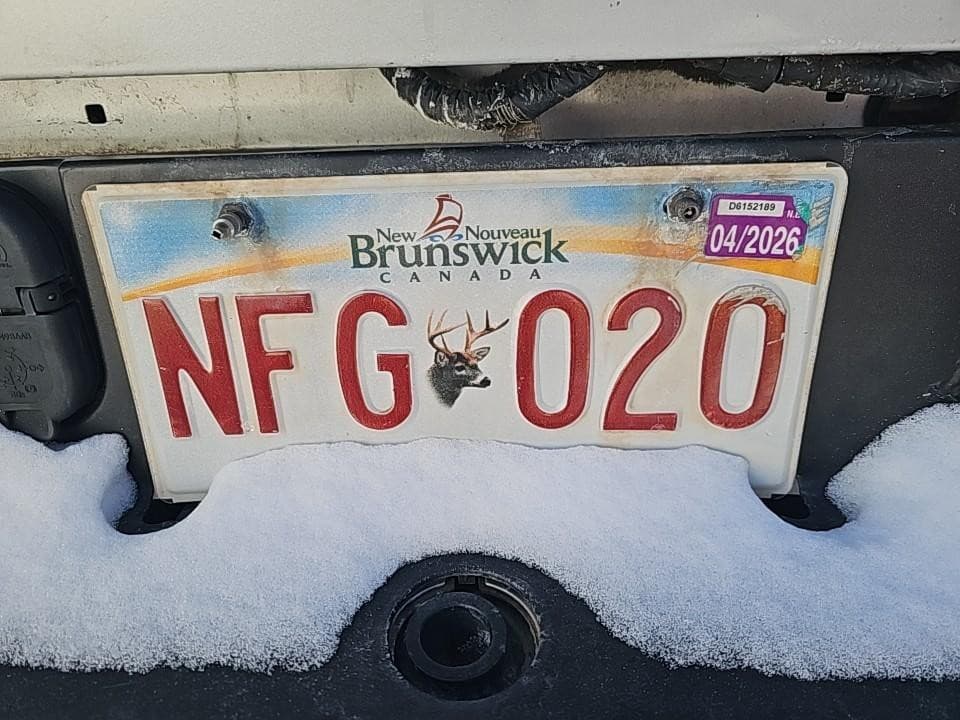 D6152189
N.B
04/2026
New Nouveau
Brunswick
CANADA
NFG 020